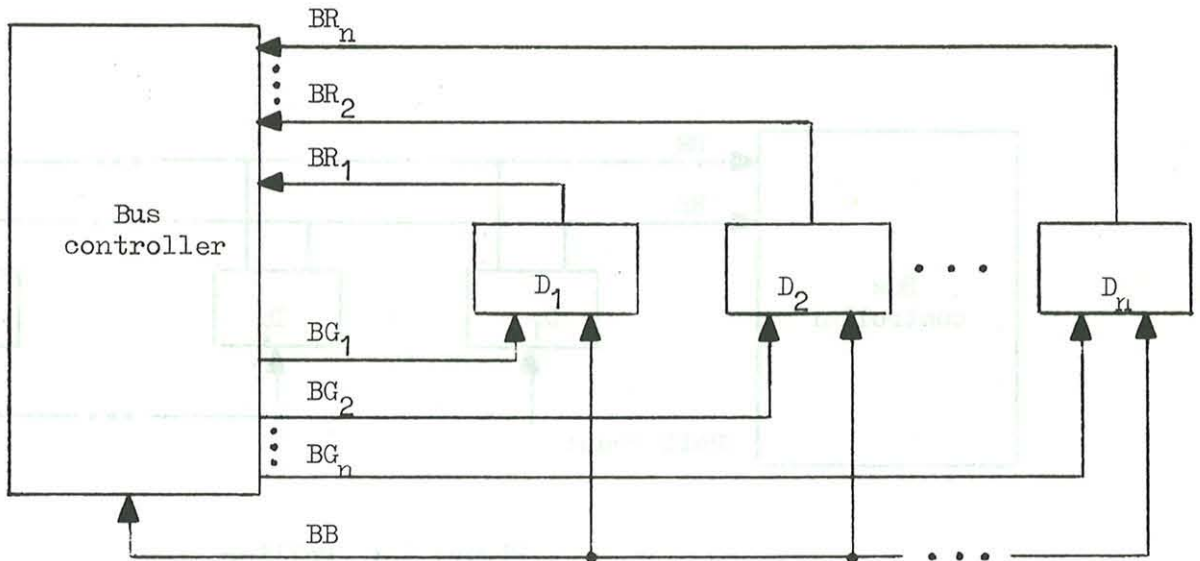 BRₙ
BR₂
BR₁
Bus
controller
D₁
D₂
Dₙ
BG₁
BG₂
BGₙ
BB